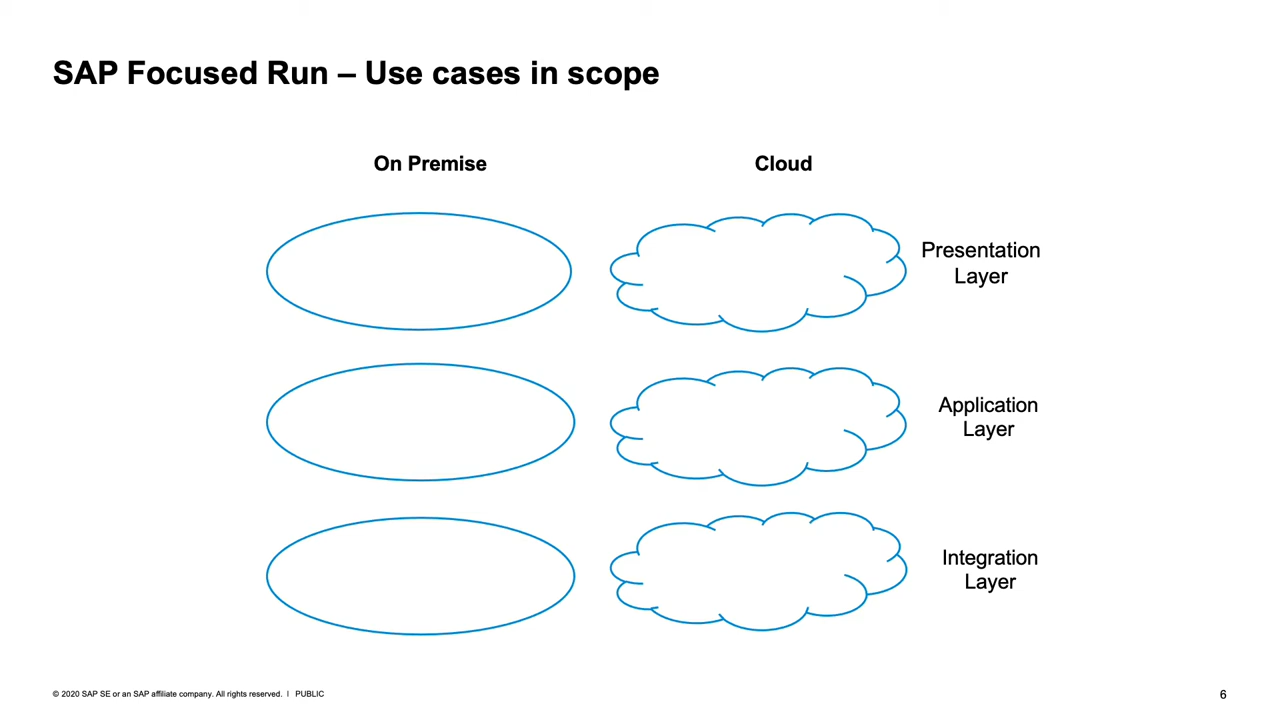 SAP Focused Run – Use cases in scope
On Premise
Cloud
Presentation
Layer
Application
Layer
Integration
Layer
© 2020 SAP SE or an SAP affiliate company. All rights reserved. ǀ PUBLIC
6